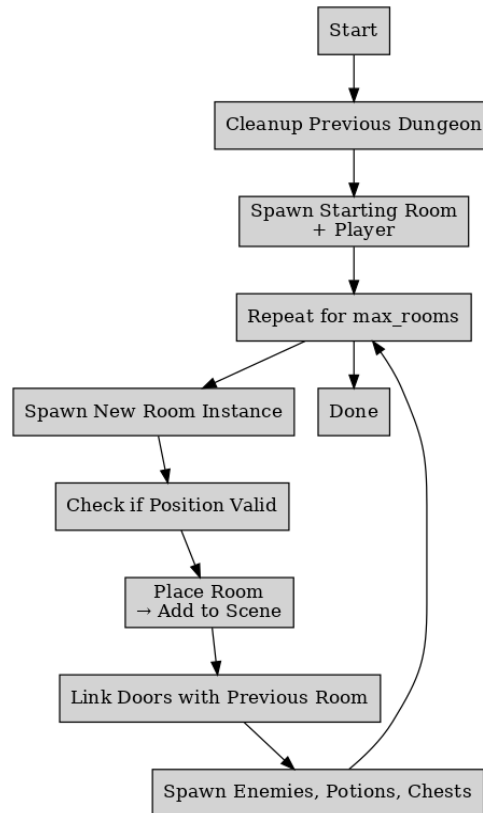 Start
Cleanup Previous Dungeon
Spawn Starting Room
+ Player
Repeat for max_rooms
Spawn New Room Instance
Done
Check if Position Valid
Place Room
→ Add to Scene
Link Doors with Previous Room
Spawn Enemies, Potions, Chests